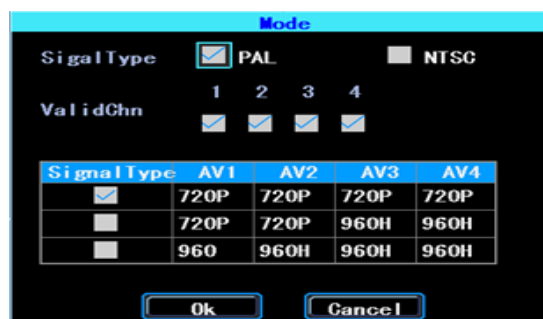 Mode
SigalType PAL NTSC
1 2 3 4
ValidChn
SignalType AV1 AV2 AV3 AV4
720P 720P 720P 720P
720P 720P 960H 960H
960 960H 960H 960H
Ok Cancel